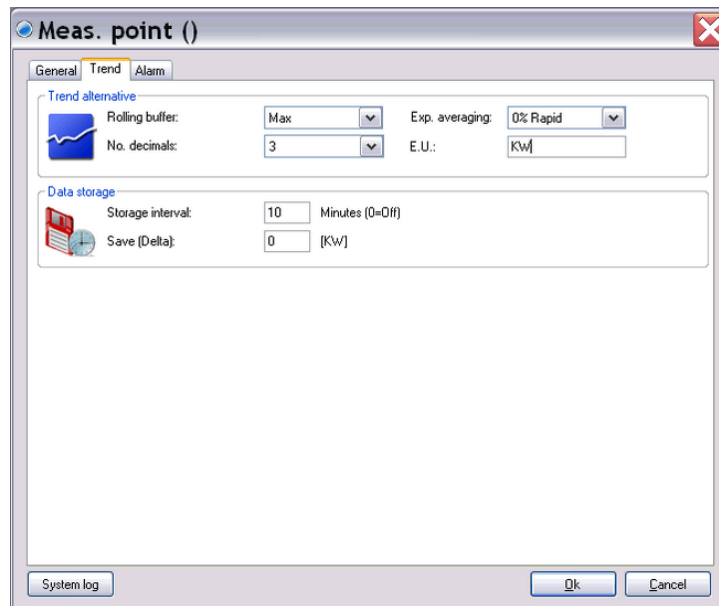 Meas. point ()
General Trend Alarm
Trend alternative
Rolling buffer: Max Exp. averaging: 0% Rapid
No. decimals: 3 E.U.: KW
Data storage
Storage interval: 10 Minutes (0=Off)
Save (Delta): 0 [KW]
System log Ok Cancel